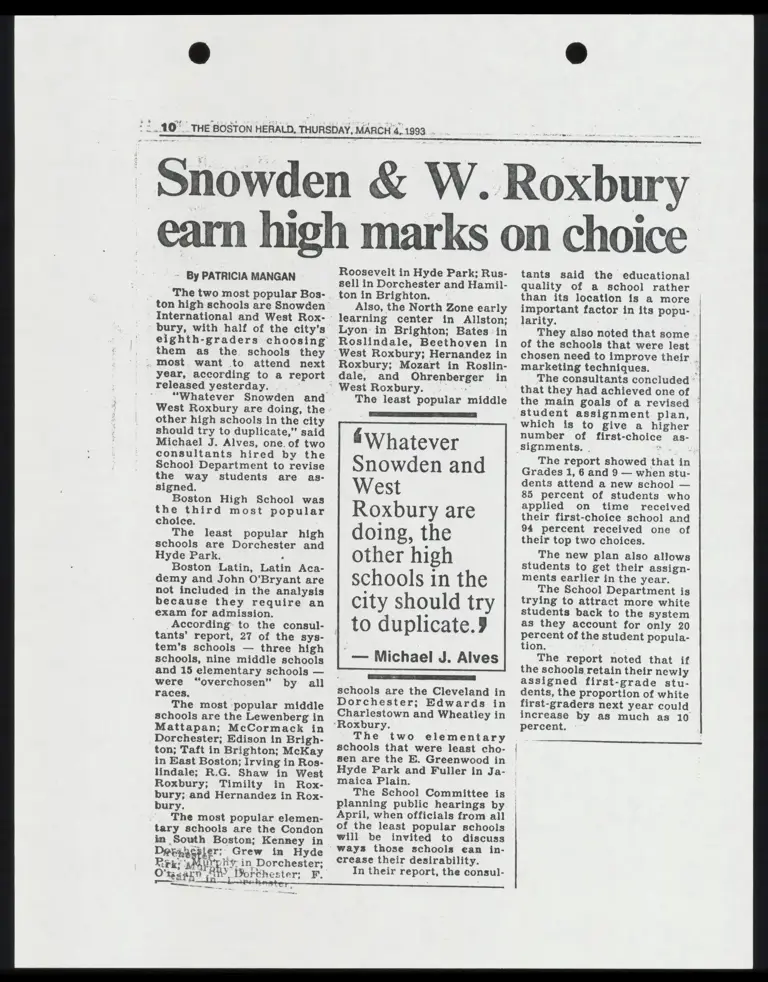 10 THE BOSTON HERALD, THURSDAY, MARCH 4, 1993
Snowden & W. Roxbury
earn high marks on choice
By PATRICIA MANGAN
The two most popular Bos-
ton high schools are Snowden
International and West Rox-
bury, with half of the city's
eighth-graders choosing
them as the schools they
most want to attend next
year, according to a report
released yesterday.
"Whatever Snowden and
West Roxbury are doing, the
other high schools in the city
should try to duplicate," said
Michael J. Alves, one of two
consultants hired by the
School Department to revise
the way students are as-
signed.
Boston High School was
the third most popular
choice.
The least popular high
schools are Dorchester and
Hyde Park.
Boston Latin, Latin Aca-
demy and John O'Bryant are
not included in the analysis
because they require an
exam for admission.
According to the consul-
tants' report, 27 of the sys-
tem's schools — three high
schools, nine middle schools
and 15 elementary schools —
were "overchosen" by all
races.
The most popular middle
schools are the Lewenberg in
Mattapan; McCormack in
Dorchester; Edison in Brigh-
ton; Taft in Brighton; McKay
in East Boston; Irving in Ros-
lindale; R.G. Shaw in West
Roxbury; Timilty in Rox-
bury; and Hernandez in Rox-
bury.
The most popular elemen-
tary schools are the Condon
in South Boston; Kenney in
Dorchester; Grew in Hyde
Park; Murphy in Dorchester;
in Dorchester; F.
Roosevelt in Hyde Park; Rus-
sell in Dorchester and Hamil-
ton in Brighton.
Also, the North Zone early
learning center in Allston;
Lyon in Brighton; Bates in
Roslindale, Beethoven in
West Roxbury; Hernandez in
Roxbury; Mozart in Roslin-
dale, and Ohrenberger in
West Roxbury.
The least popular middle
‘Whatever
Snowden and
West
Roxbury are
doing, the
other high
schools in the
city should try
to duplicate.’
— Michael J. Alves
schools are the Cleveland in
Dorchester; Edwards in
Charlestown and Wheatley in
Roxbury.
The two elementary
schools that were least cho-
sen are the E. Greenwood in
Hyde Park and Fuller in Ja-
maica Plain.
The School Committee is
planning public hearings by
April, when officials from all
of the least popular schools
will be invited to discuss
ways those schools can in-
crease their desirability.
In their report, the consul-
tants said the educational
quality of a school rather
than its location is a more
important factor in its popu-
larity.
They also noted that some
of the schools that were lest
chosen need to improve their
marketing techniques.
The consultants concluded
that they had achieved one of
the main goals of a revised
student assignment plan,
which is to give a higher
number of first-choice as-
signments.
The report showed that in
Grades 1, 6 and 9 — when stu-
dents attend a new school —
85 percent of students who
applied on time received
their first-choice school and
94 percent received one of
their top two choices.
The new plan also allows
students to get their assign-
ments earlier in the year.
The School Department is
trying to attract more white
students back to the system
as they account for only 20
percent of the student popula-
tion.
The report noted that if
the schools retain their newly
assigned first-grade stu-
dents, the proportion of white
first-graders next year could
increase by as much as 10
percent.